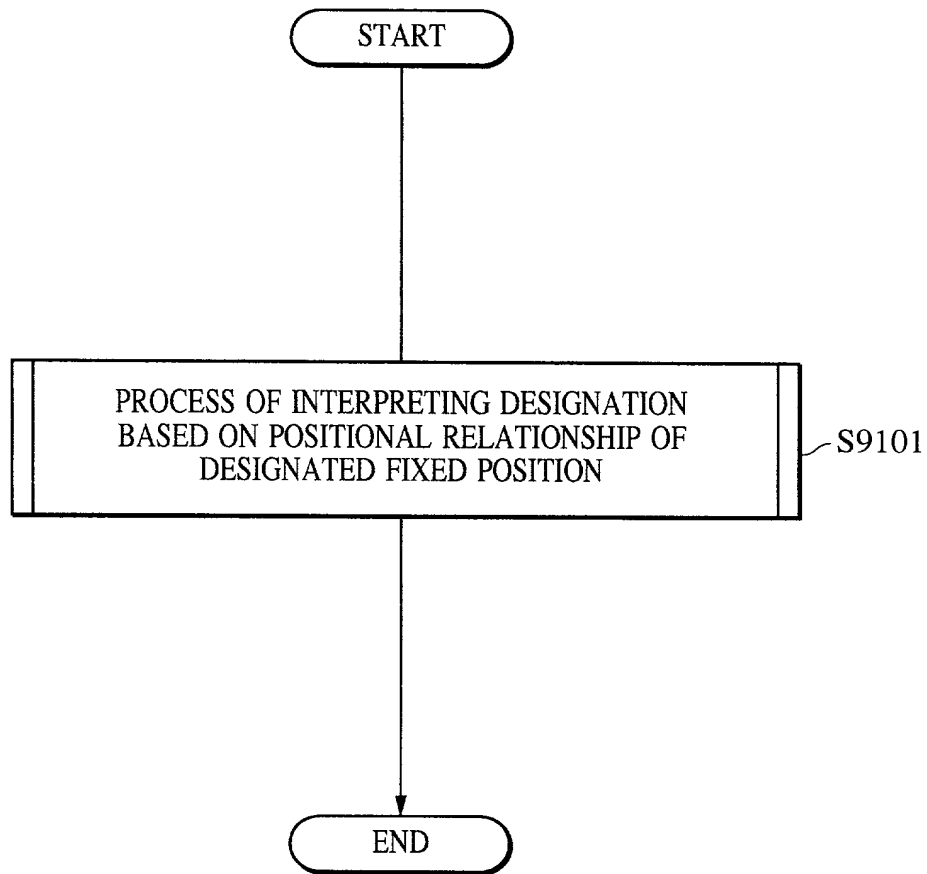 START
PROCESS OF INTERPRETING DESIGNATION
BASED ON POSITIONAL RELATIONSHIP OF
DESIGNATED FIXED POSITION
S9101
END